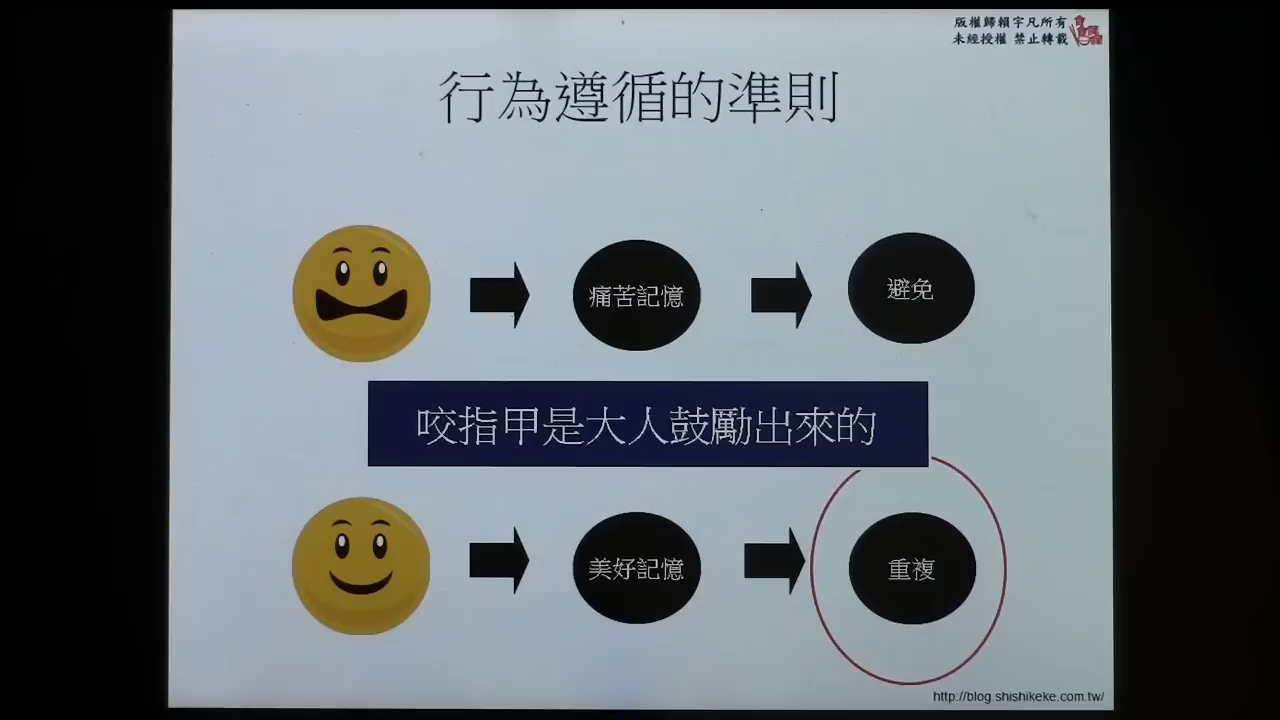 版權歸賴宇凡所有
未經授權 禁止轉載
行為遵循的準則
痛苦記憶
避免
咬指甲是大人鼓勵出來的
美好記憶
重複
http://blog.shishikeke.com.tw/